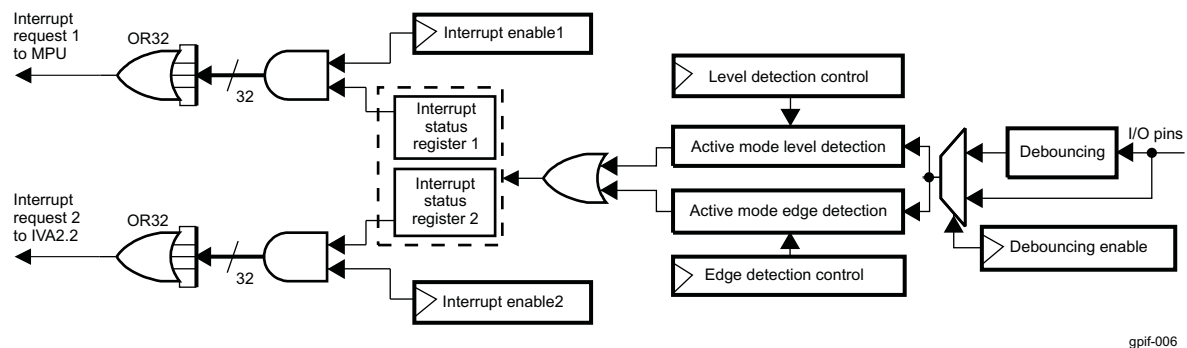 Interrupt
request 1
to MPU
OR32
32
Interrupt enable1
Interrupt
status
register 1
Interrupt
status
register 2
Level detection control
Active mode level detection
Active mode edge detection
Edge detection control
Debouncing
I/O pins
Debouncing enable
Interrupt
request 2
to IVA2.2
OR32
32
Interrupt enable2
gpif-006